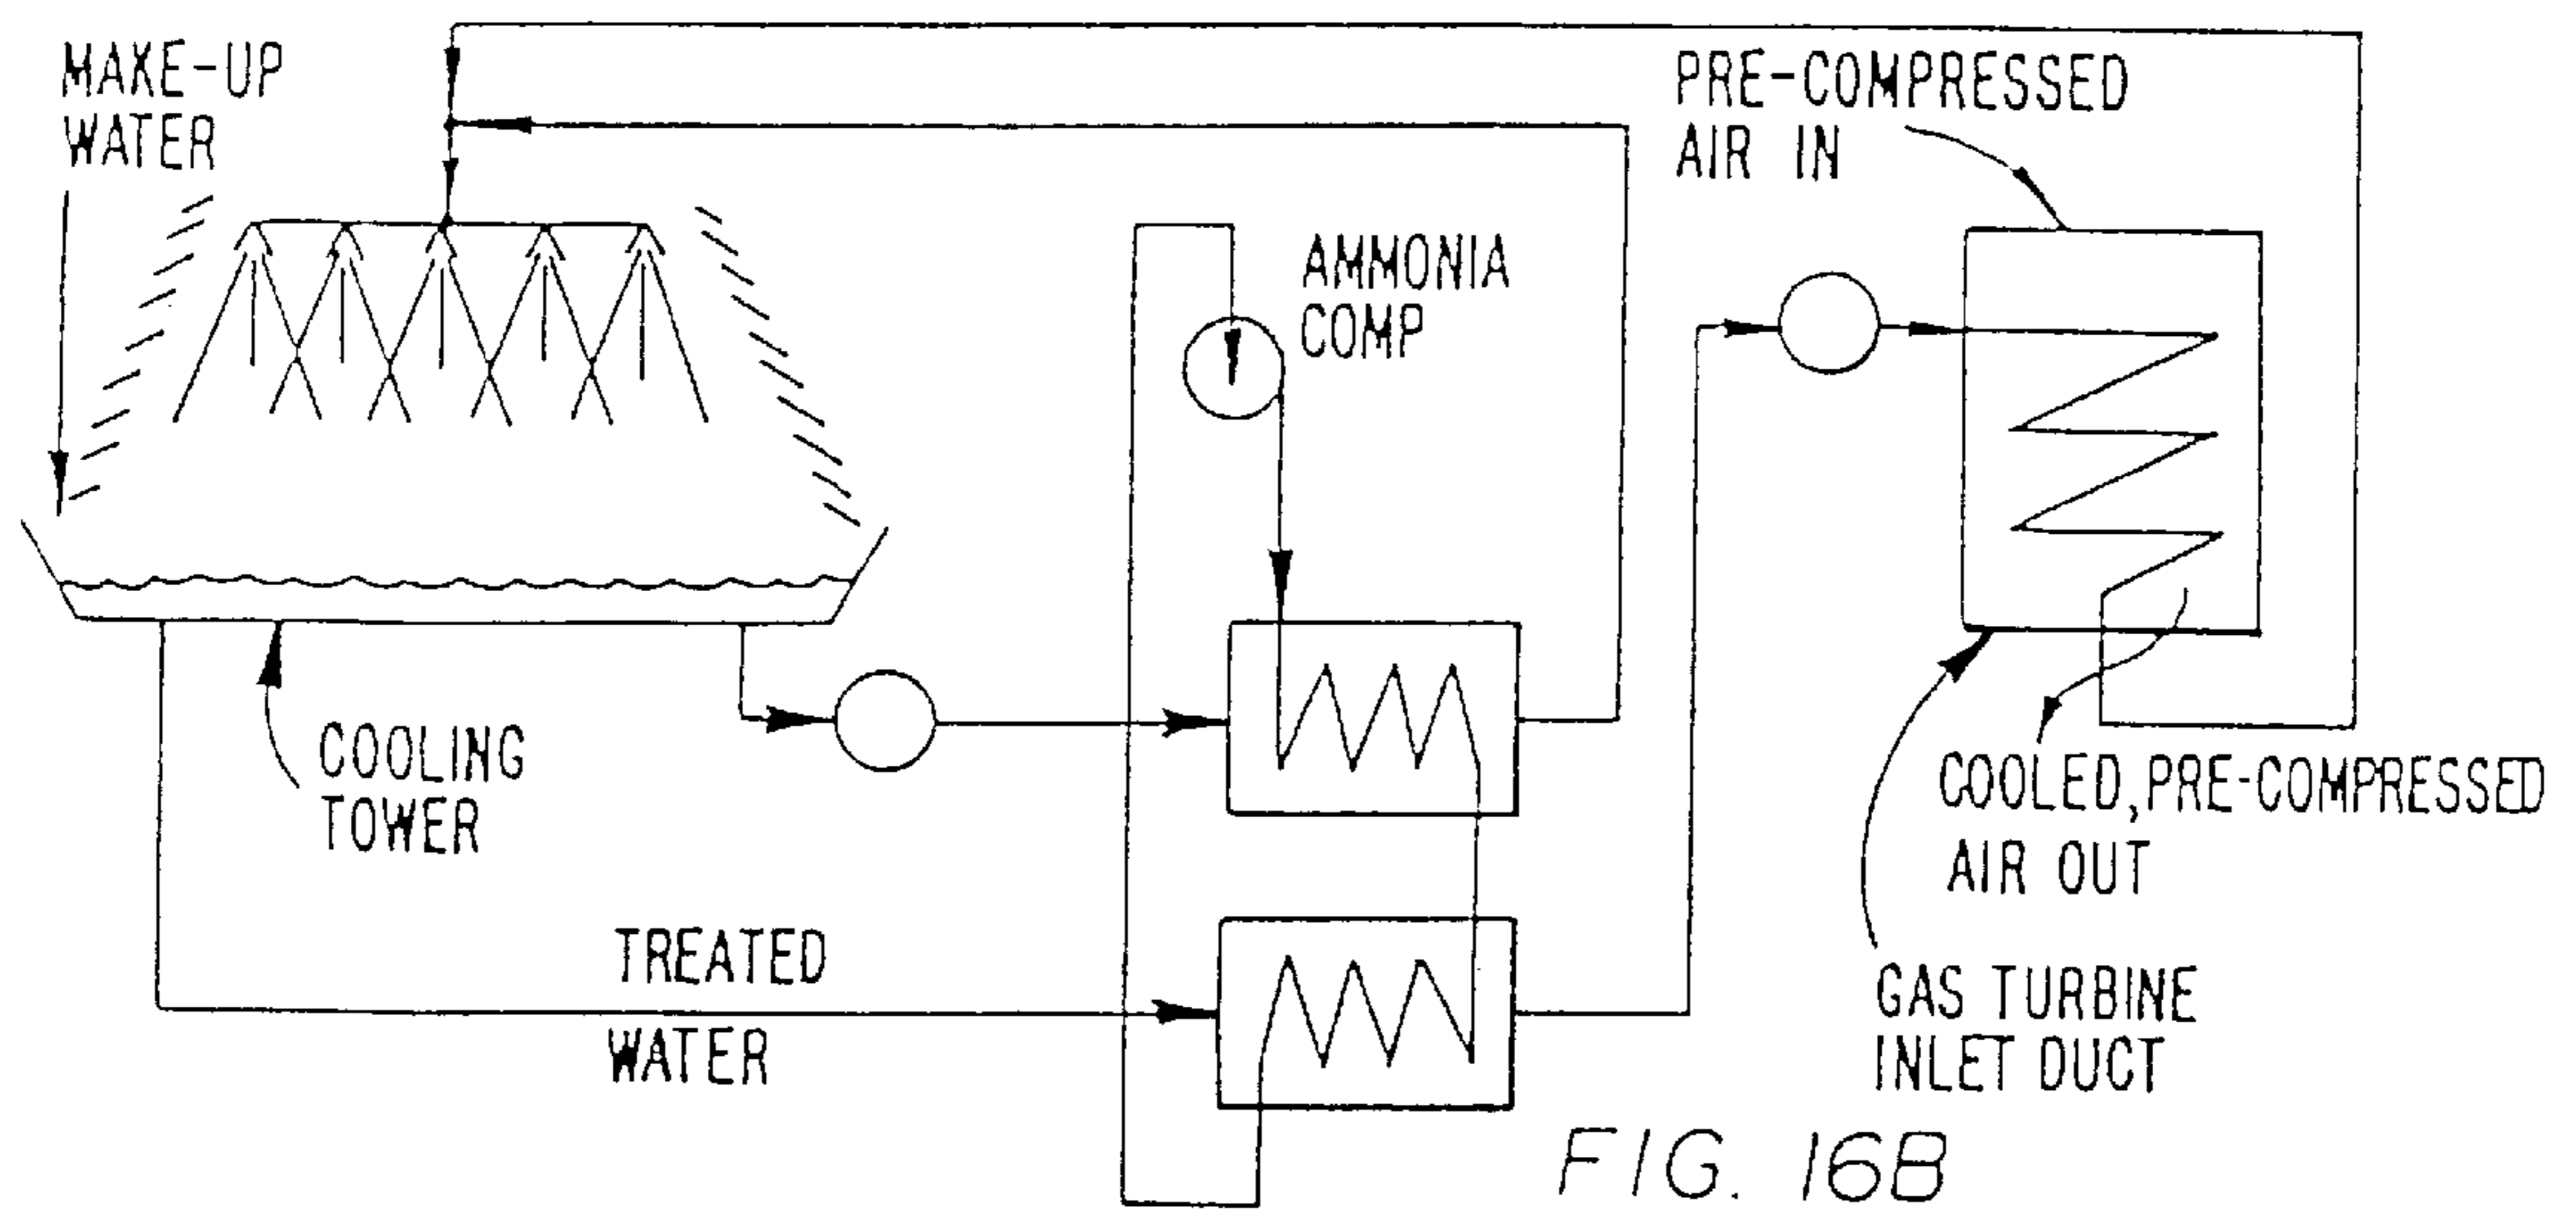 MAKE-UP
WATER
PRE-COMPRESSED
AIR IN
AMMONIA
COMP
COOLING
TOWER
COOLED, PRE-COMPRESSED
AIR OUT
TREATED
WATER
GAS TURBINE
INLET DUCT
FIG. 16B